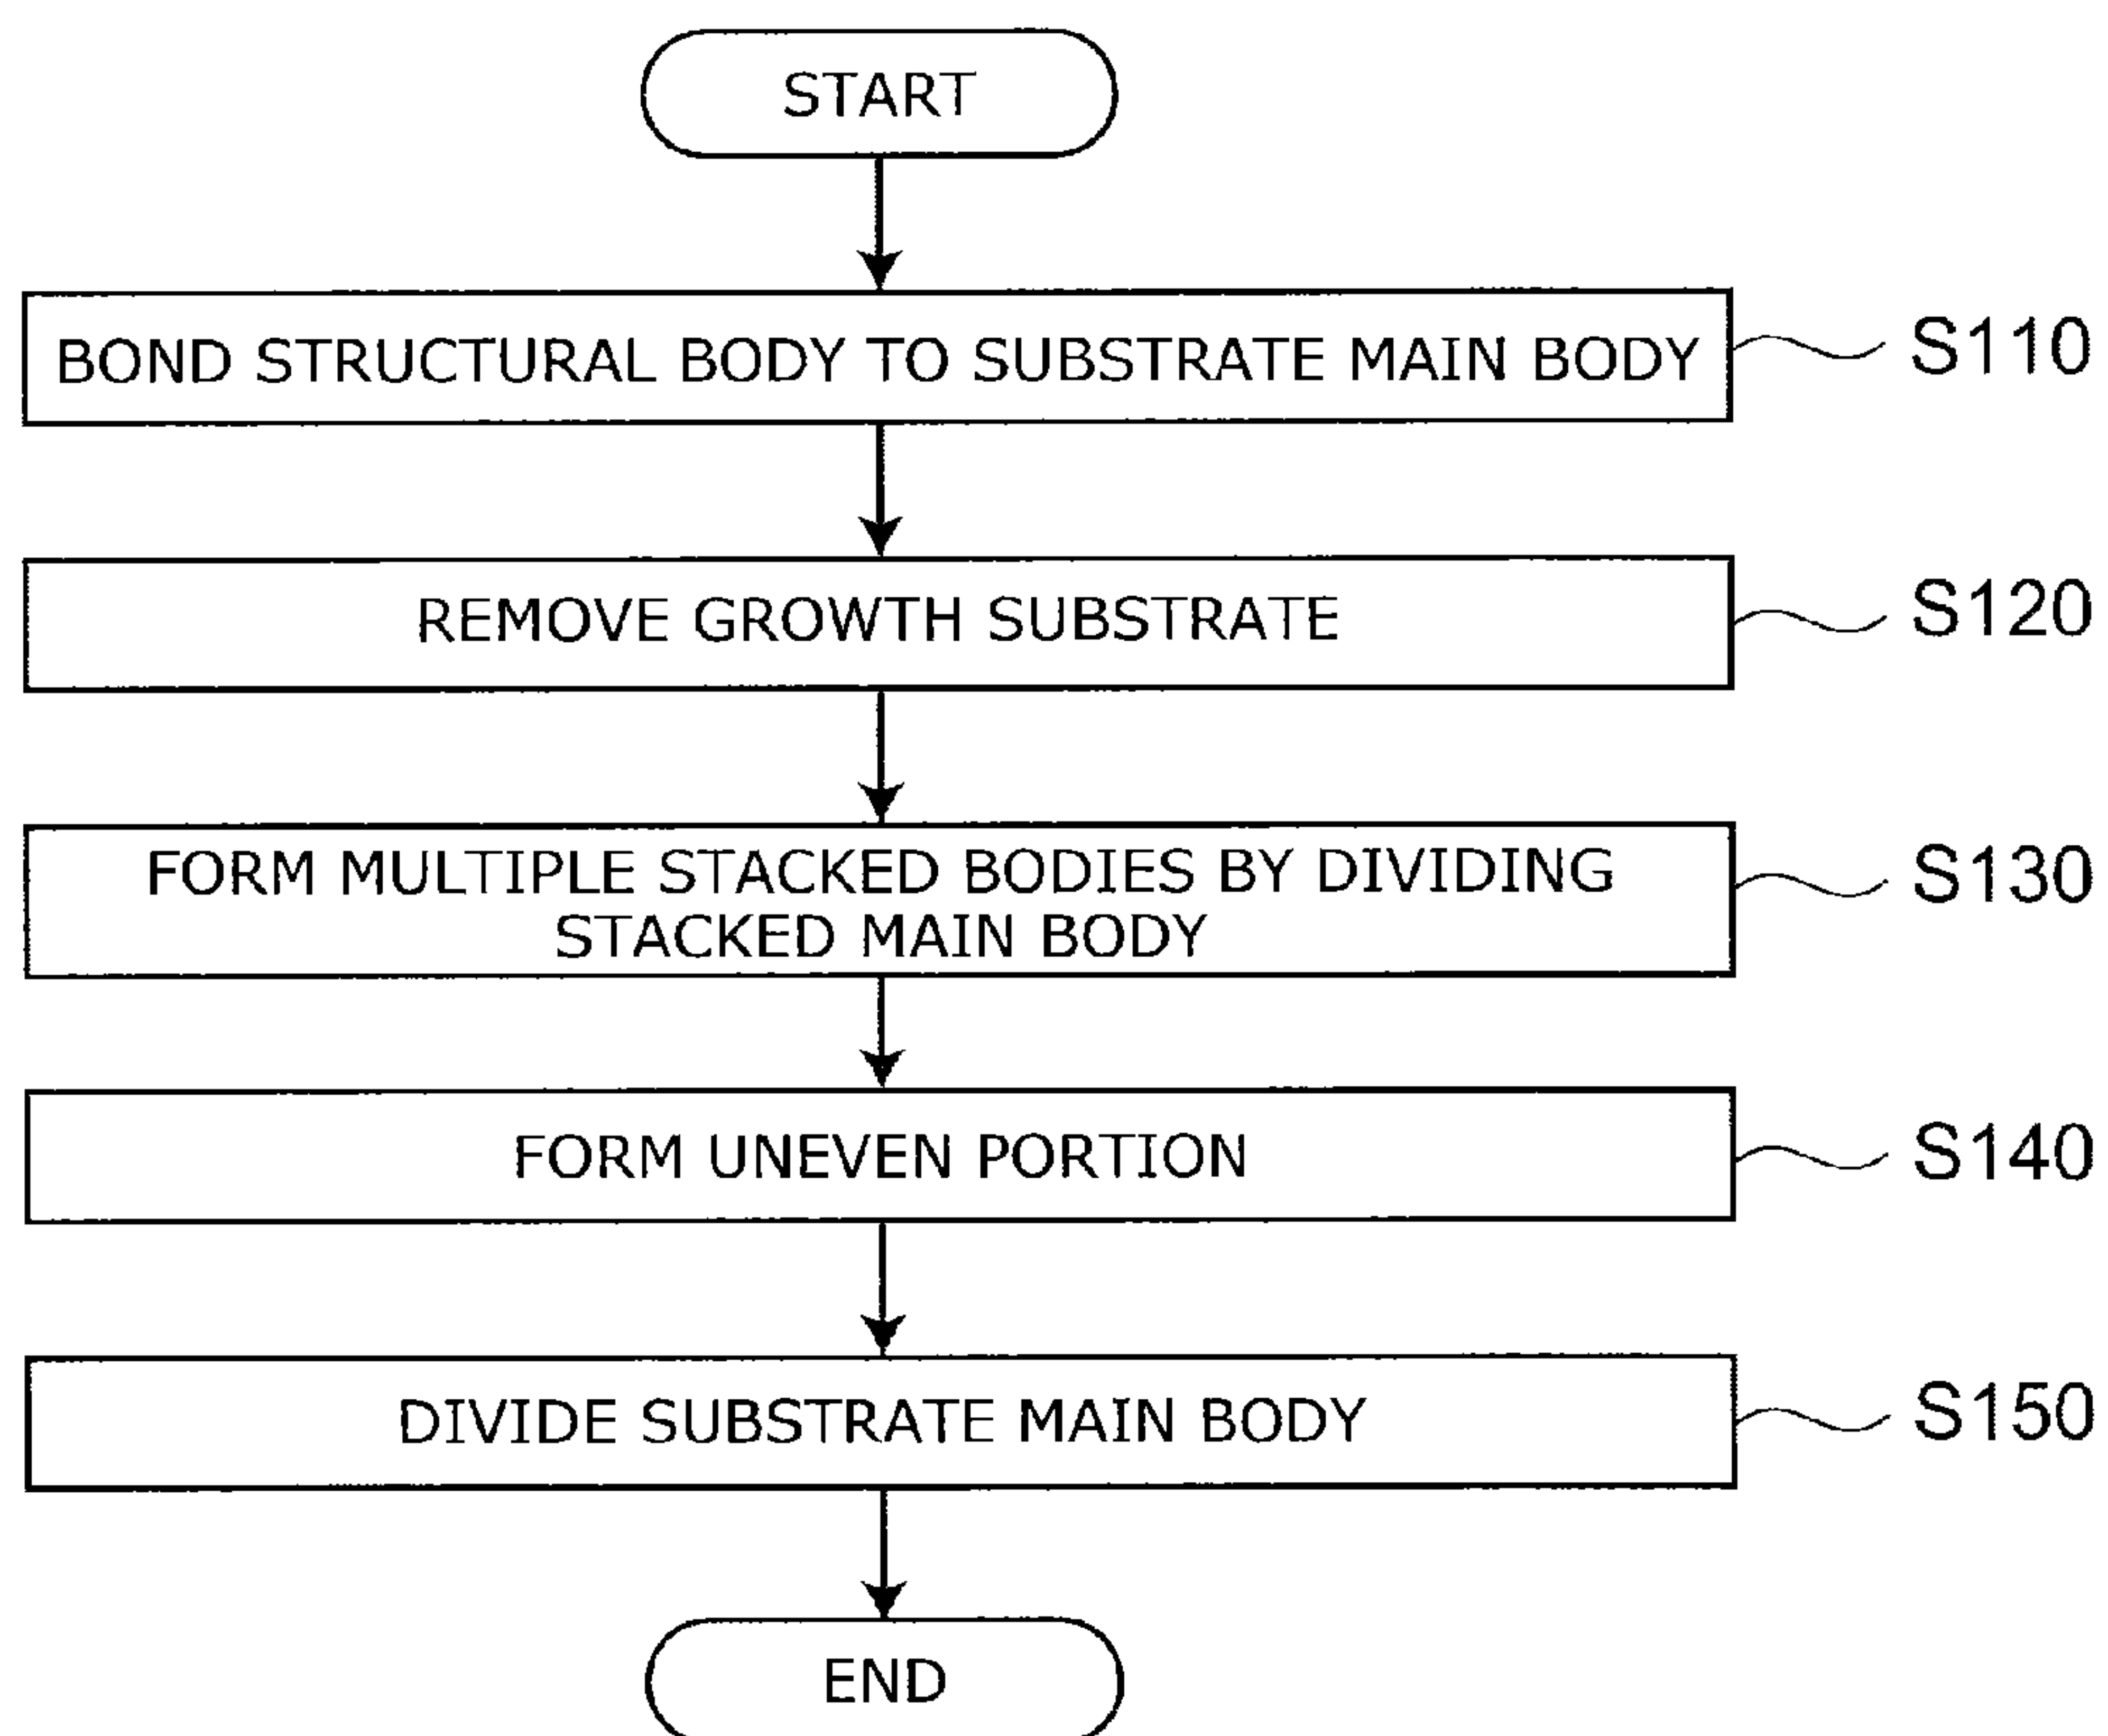 START
BOND STRUCTURAL BODY TO SUBSTRATE MAIN BODY
S110
REMOVE GROWTH SUBSTRATE
S120
FORM MULTIPLE STACKED BODIES BY DIVIDING
STACKED MAIN BODY
S130
FORM UNEVEN PORTION
S140
DIVIDE SUBSTRATE MAIN BODY
S150
END